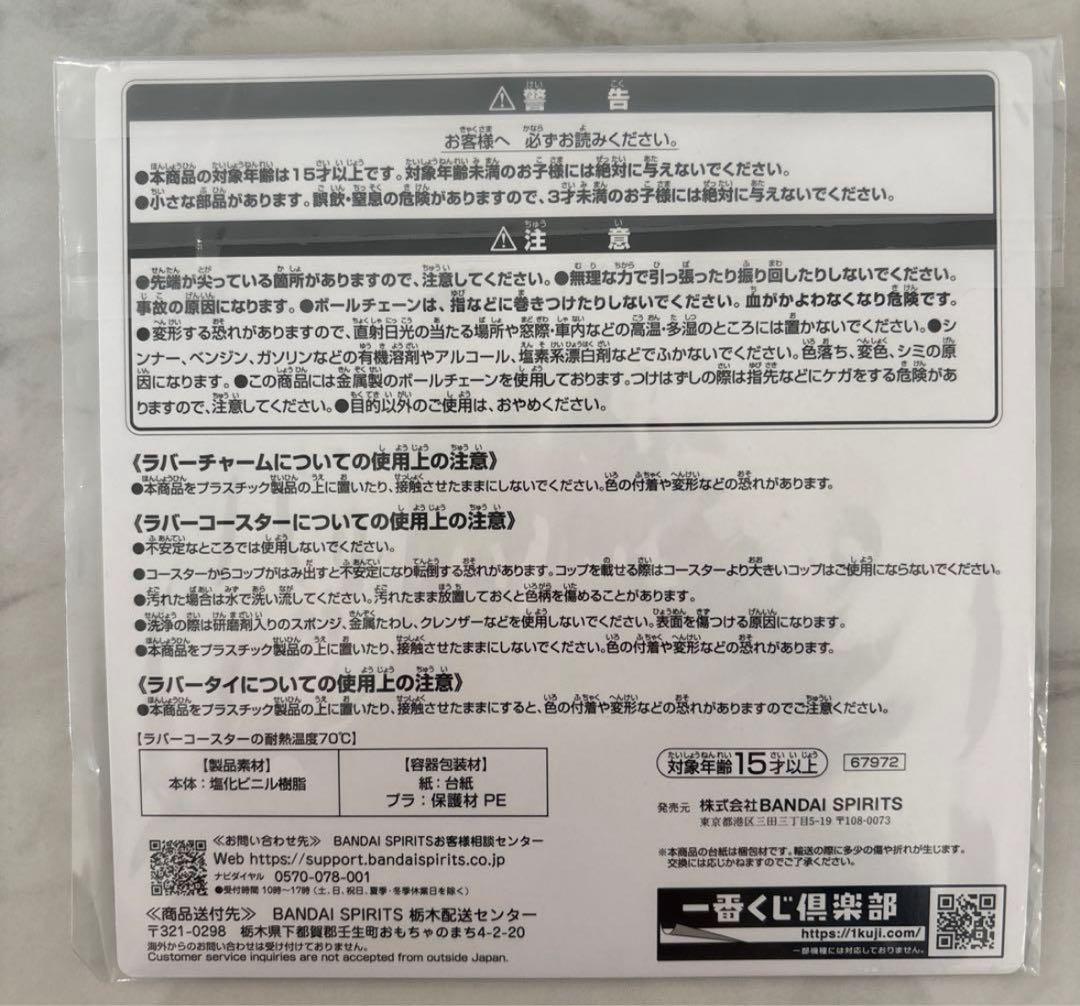 ⚠警告
お客様へ 必ずお読みください。
●本商品の対象年齢は15才以上です。対象年齢未満のお子様には絶対に与えないでください。
●小さな部品があります。誤飲・窒息の危険がありますので、3才未満のお子様には絶対に与えないでください。
⚠注意
●先端が尖っている箇所がありますので、注意してください。●無理な力で引っ張ったり振り回したりしないでください。
事故の原因になります。●ボールチェーンは、指などに巻きつけたりしないでください。血がかよわなくなり危険です。
●変形する恐れがありますので、直射日光の当たる場所や窓際・車内などの高温・多湿のところには置かないでください。●シ
ンナー、ベンジン、ガソリンなどの有機溶剤やアルコール、塩素系漂白剤などでふかないでください。色落ち、変色、シミの原
因になります。●この商品には金属製のボールチェーンを使用しております。つけはずしの際は指先などにケガをする危険があ
りますので、注意してください。●目的以外のご使用は、おやめください。
《ラバーチャームについての使用上の注意》
●本商品をプラスチック製品の上に置いたり、接触させたままにしないでください。色の付着や変形などの恐れがあります。
《ラバーコースターについての使用上の注意》
●不安定なところでは使用しないでください。
●コースターからコップがはみ出すと不安定になり転倒する恐れがあります。コップを載せる際はコースターより大きいコップはご使用にならないでください。
●汚れた場合は水で洗い流してください。汚れたまま放置しておくと色柄を傷めることがあります。
●洗浄の際は研磨剤入りのスポンジ、金属たわし、クレンザーなどを使用しないでください。表面を傷つける原因になります。
●本商品をプラスチック製品の上に置いたり、接触させたままにしないでください。色の付着や変形などの恐れがあります。
《ラバータイについての使用上の注意》
●本商品をプラスチック製品の上に置いたり、接触させたままにすると、色の付着や変形などの恐れがありますのでご注意ください。
【ラバーコースターの耐熱温度70℃】
【製品素材】
本体：塩化ビニル樹脂
【容器包装材】
紙：台紙
プラ：保護材 PE
対象年齢15才以上
67972
発売元 株式会社BANDAI SPIRITS
東京都港区三田三丁目5-19 〒108-0073
≪お問い合わせ先≫ BANDAI SPIRITSお客様相談センター
Web https://support.bandaispirits.co.jp
ナビダイヤル 0570-078-001
●受付時間 10時〜17時（土、日、祝日、夏季・冬季休業日を除く）
※本商品の台紙は梱包材です。輸送の際に多少の傷や折れが生じます。
交換には応じかねますのでご了承ください。
≪商品送付先≫ BANDAI SPIRITS 栃木配送センター
〒321-0298 栃木県下都賀郡壬生町おもちゃのまち4-2-20
海外からのお問い合わせは受け付けておりません。
Customer service inquiries are not accepted from outside Japan.
一番くじ倶楽部
https://1kuji.com/
一部機種には対応しておりません。